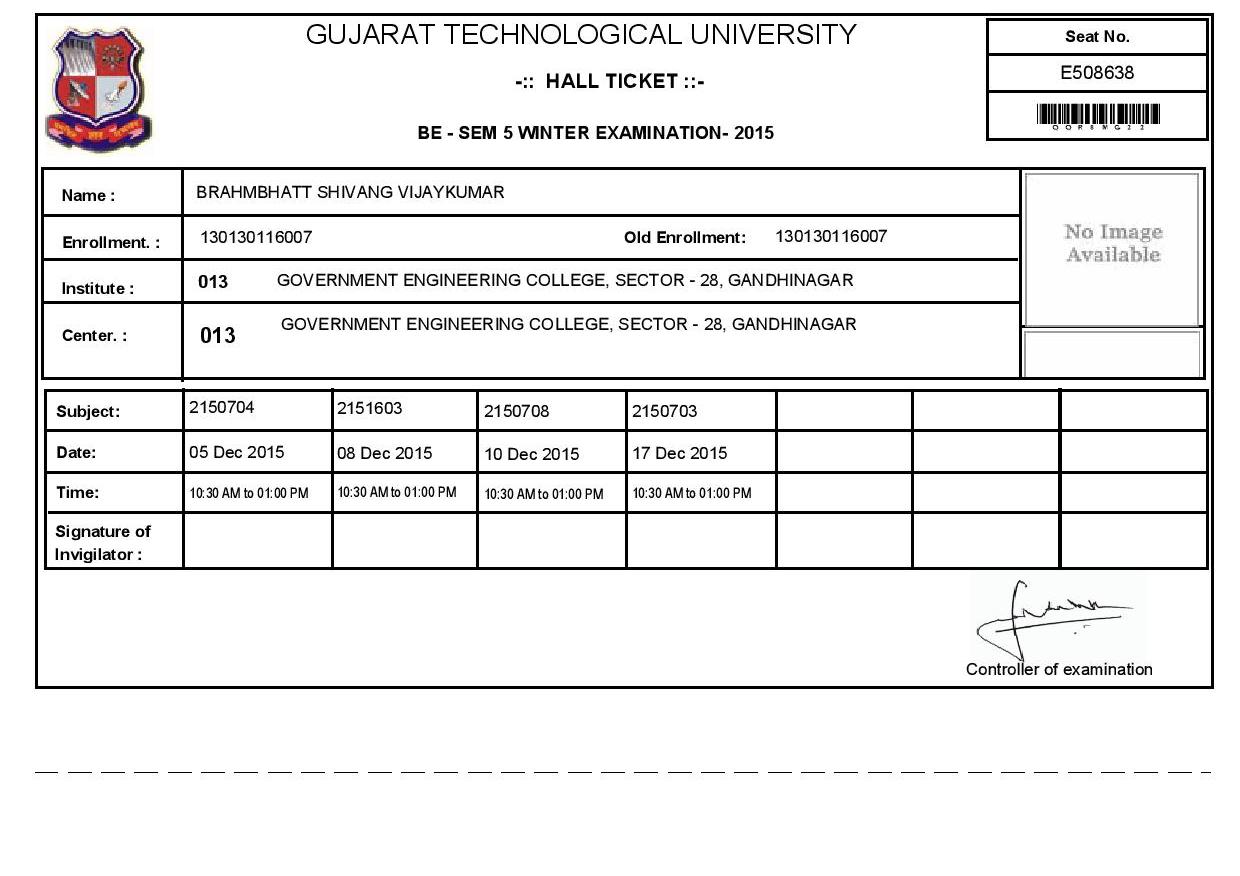 GUJARAT TECHNOLOGICAL UNIVERSITY
-:: HALL TICKET ::-
BE - SEM 5 WINTER EXAMINATION- 2015
Seat No.
E508638
OOR8MG22
Name : BRAHMBHATT SHIVANG VIJAYKUMAR
Enrollment. : 130130116007 Old Enrollment: 130130116007
Institute : 013 GOVERNMENT ENGINEERING COLLEGE, SECTOR - 28, GANDHINAGAR
Center. : 013 GOVERNMENT ENGINEERING COLLEGE, SECTOR - 28, GANDHINAGAR
No Image
Available
Subject: 2150704 2151603 2150708 2150703
Date: 05 Dec 2015 08 Dec 2015 10 Dec 2015 17 Dec 2015
Time: 10:30 AM to 01:00 PM 10:30 AM to 01:00 PM 10:30 AM to 01:00 PM 10:30 AM to 01:00 PM
Signature of
Invigilator :
Controller of examination